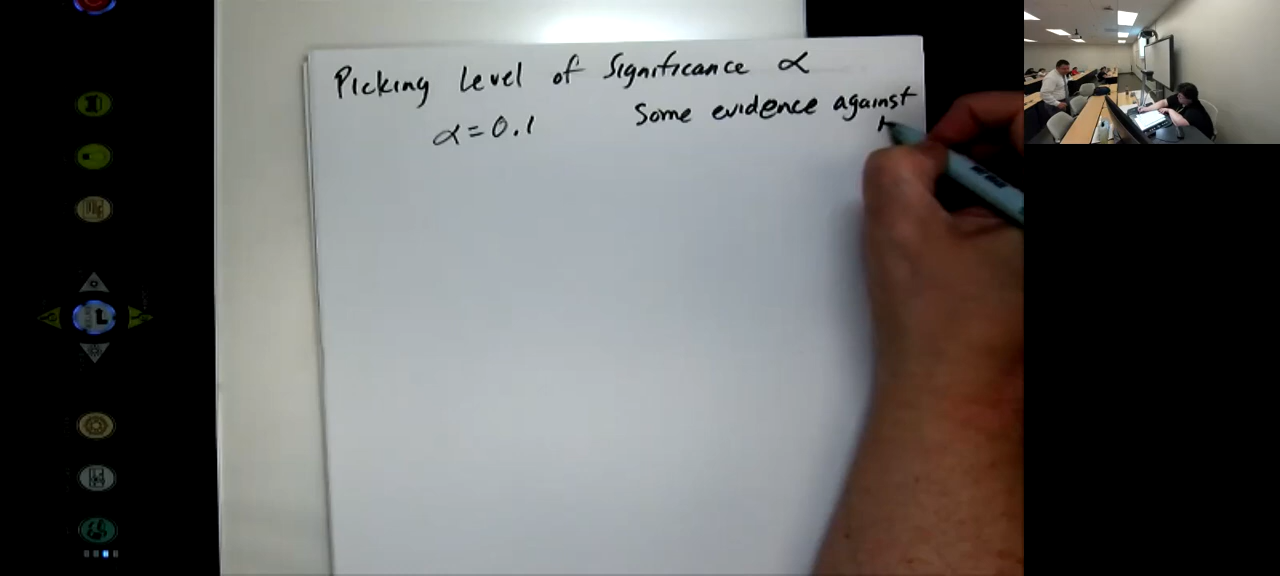 Picking Level of Significance α
α = 0.1 Some evidence against